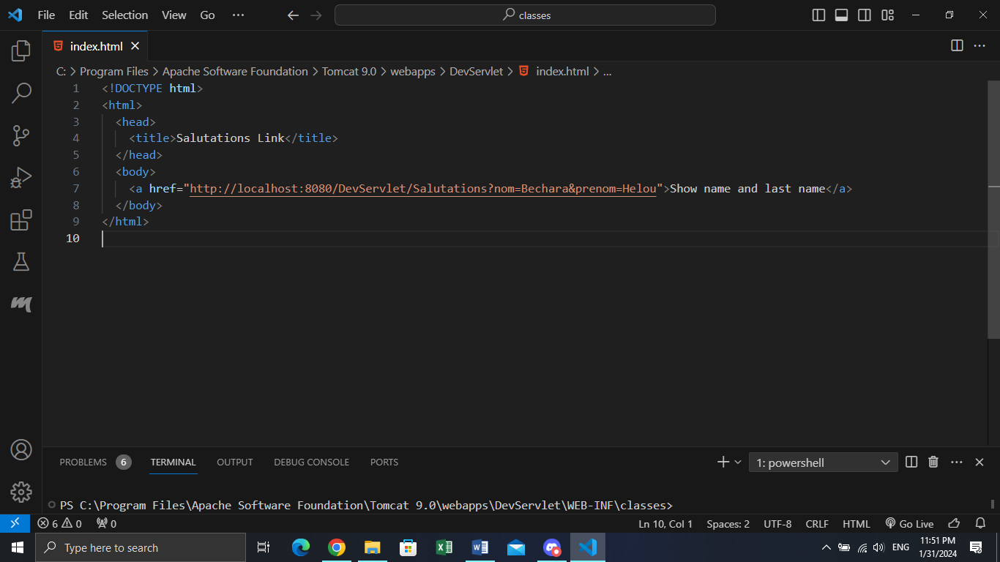 File Edit Selection View Go ··· classes
index.html
C: > Program Files > Apache Software Foundation > Tomcat 9.0 > webapps > DevServlet > index.html > ...
1 <!DOCTYPE html>
2 <html>
3 <head>
4 <title>Salutations Link</title>
5 </head>
6 <body>
7 <a href="http://localhost:8080/DevServlet/Salutations?nom=Bechara&prenom=Helou">Show name and last name</a>
8 </body>
9 </html>
10
PROBLEMS 6 TERMINAL OUTPUT DEBUG CONSOLE PORTS 1: powershell
PS C:\Program Files\Apache Software Foundation\Tomcat 9.0\webapps\DevServlet\WEB-INF\classes>
6 0 0 Ln 10, Col 1 Spaces: 2 UTF-8 CRLF HTML Go Live
Type here to search ENG 11:51 PM
1/31/2024